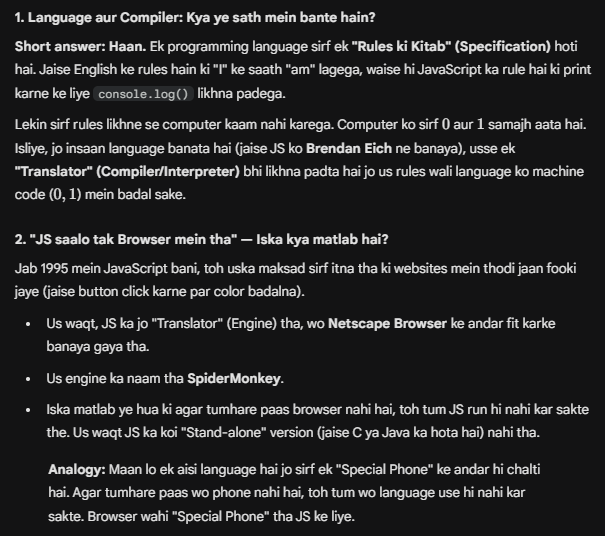 1. Language aur Compiler: Kya ye sath mein bante hain?
Short answer: Haan. Ek programming language sirf ek "Rules ki Kitab" (Specification) hoti
hai. Jaise English ke rules hain ki "I" ke saath "am" lagega, waise hi JavaScript ka rule hai ki print
karne ke liye console.log() likhna padega.
Lekin sirf rules likhne se computer kaam nahi karega. Computer ko sirf 0 aur 1 samajh aata hai.
Isliye, jo insaan language banata hai (jaise JS ko Brendan Eich ne banaya), usse ek
"Translator" (Compiler/Interpreter) bhi likhna padta hai jo us rules wali language ko machine
code (0, 1) mein badal sake.
2. "JS saalo tak Browser mein tha" — Iska kya matlab hai?
Jab 1995 mein JavaScript bani, toh uska maksad sirf itna tha ki websites mein thodi jaan fooki
jaye (jaise button click karne par color badalna).
• Us waqt, JS ka jo "Translator" (Engine) tha, wo Netscape Browser ke andar fit karke
banaya gaya tha.
• Us engine ka naam tha SpiderMonkey.
• Iska matlab ye hua ki agar tumhare paas browser nahi hai, toh tum JS run hi nahi kar sakte
the. Us waqt JS ka koi "Stand-alone" version (jaise C ya Java ka hota hai) nahi tha.
Analogy: Maan lo ek aisi language hai jo sirf ek "Special Phone" ke andar hi chalti
hai. Agar tumhare paas wo phone nahi hai, toh tum wo language use hi nahi kar
sakte. Browser wahi "Special Phone" tha JS ke liye.